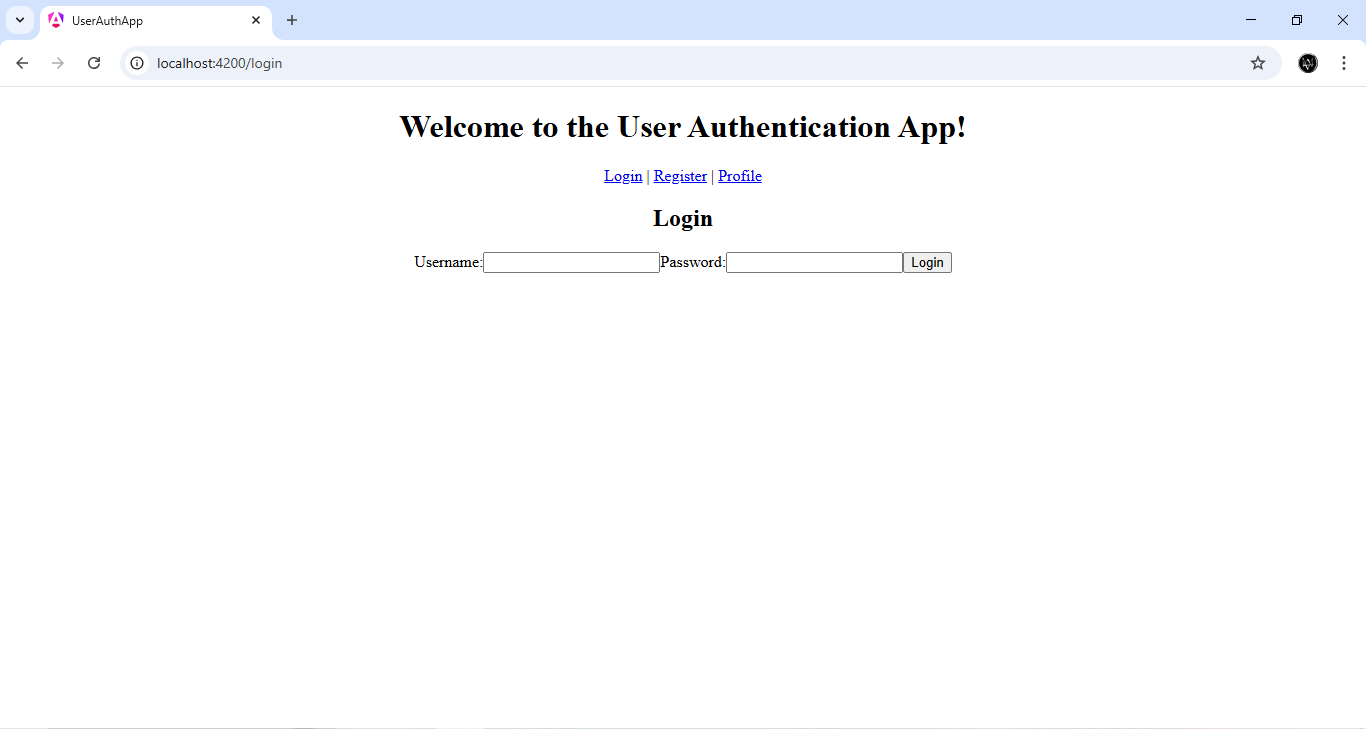 UserAuthApp
localhost:4200/login
Welcome to the User Authentication App!
Login | Register | Profile
Login
Username: Password: Login